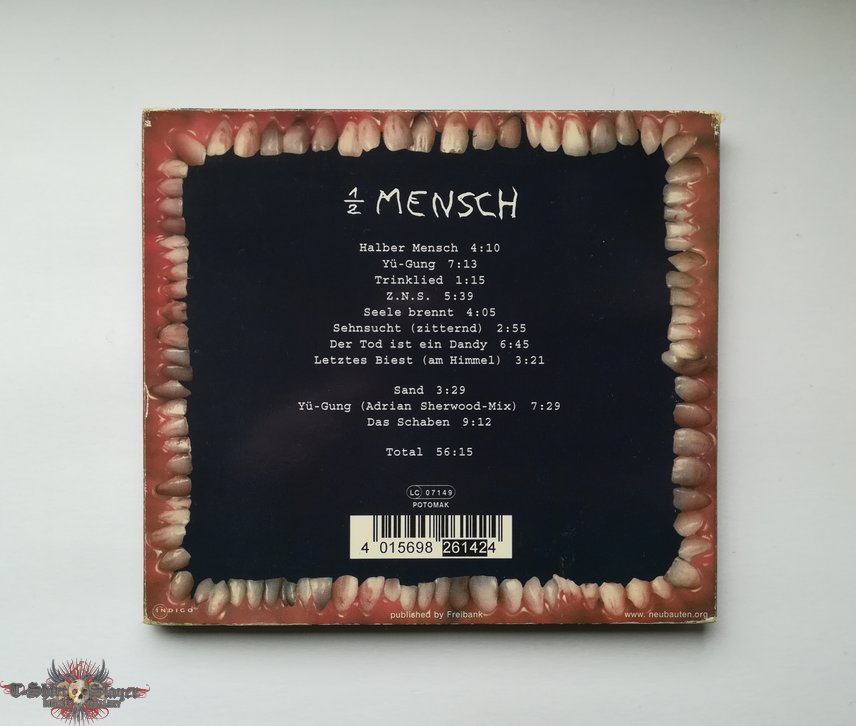 ½ MENSCH
Halber Mensch 4:10
Yü-Gung 7:13
Trinklied 1:15
Z.N.S. 5:39
Seele brennt 4:05
Sehnsucht (zitternd) 2:55
Der Tod ist ein Dandy 6:45
Letztes Biest (am Himmel) 3:21
Sand 3:29
Yü-Gung (Adrian Sherwood-Mix) 7:29
Das Schaben 9:12
Total 56:15
LC 07149
POTOMAK
4 015698 261424
INDIGO
published by Freibank
www. neubauten.org
T-Shirt Slayer